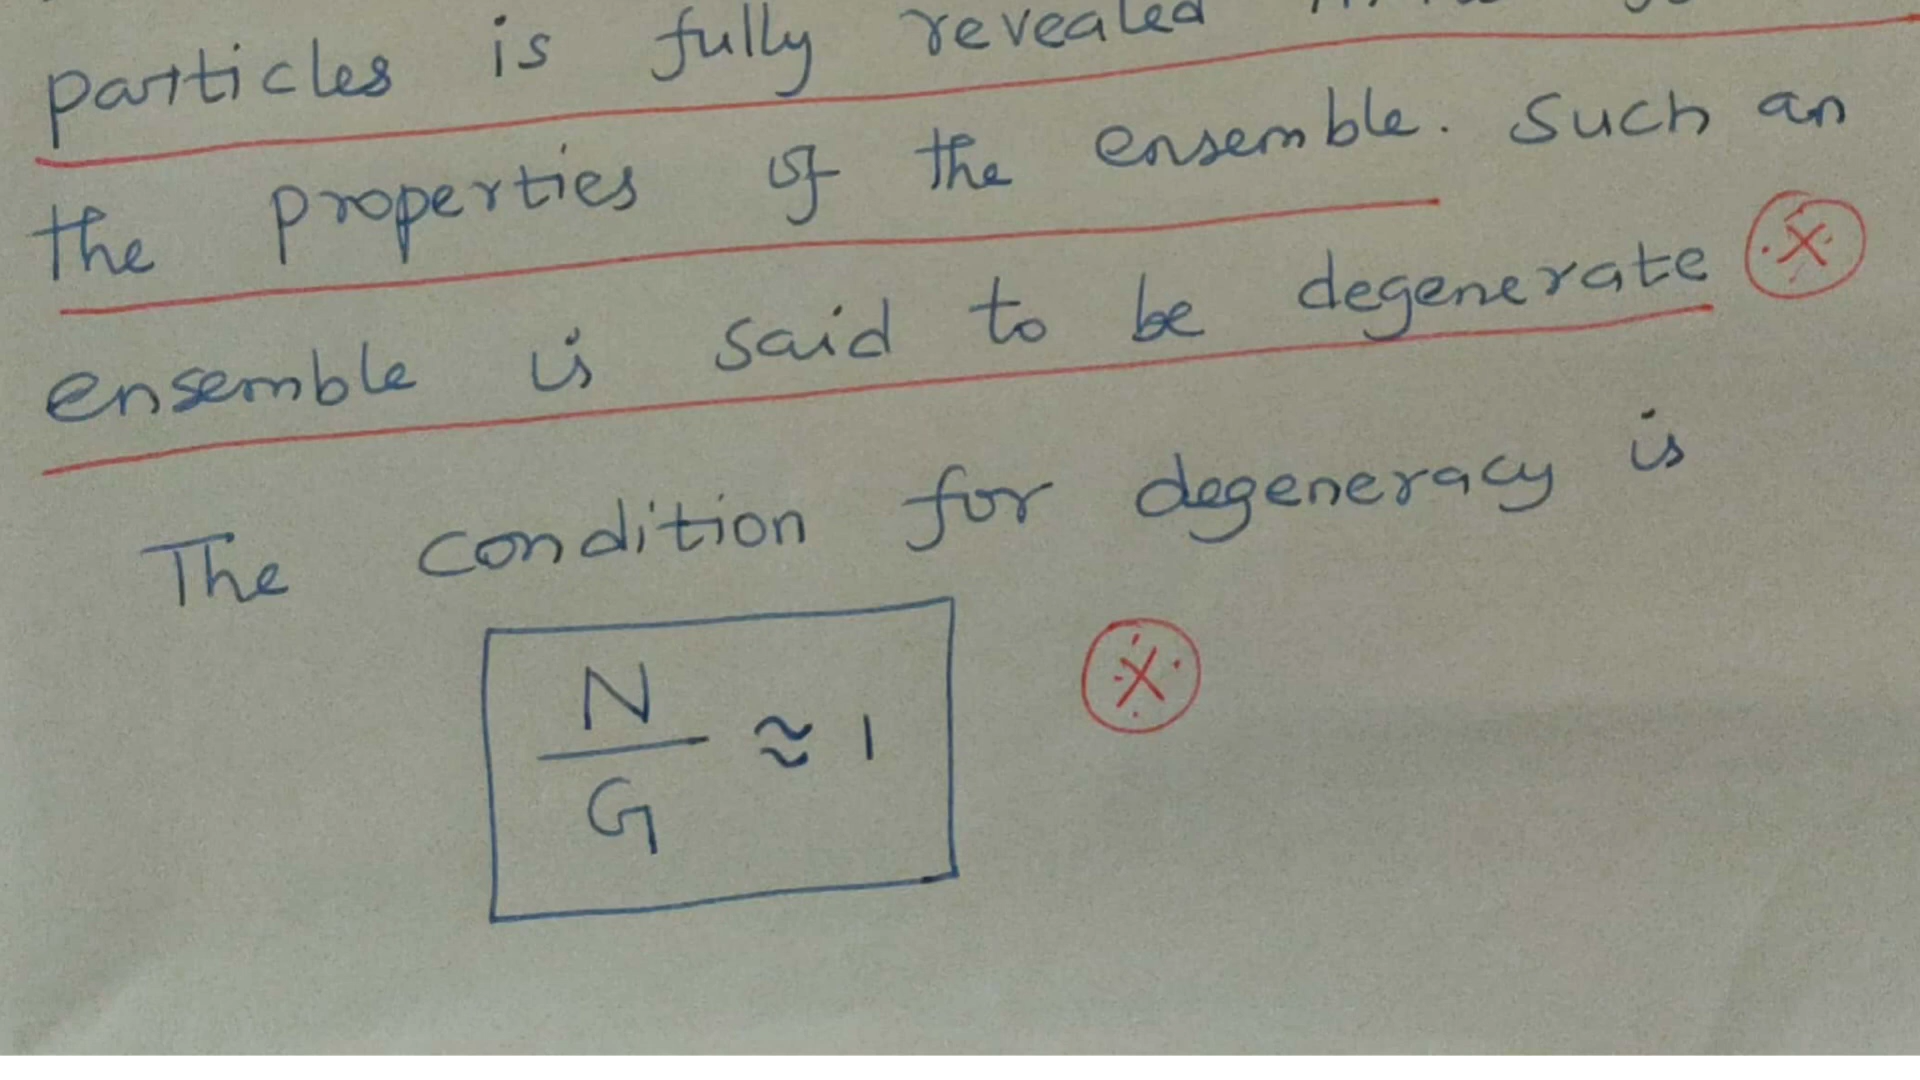 particles is fully revealed
the properties of the ensemble. Such an
ensemble is said to be degenerate
The condition for degeneracy is
N/G ≈ 1